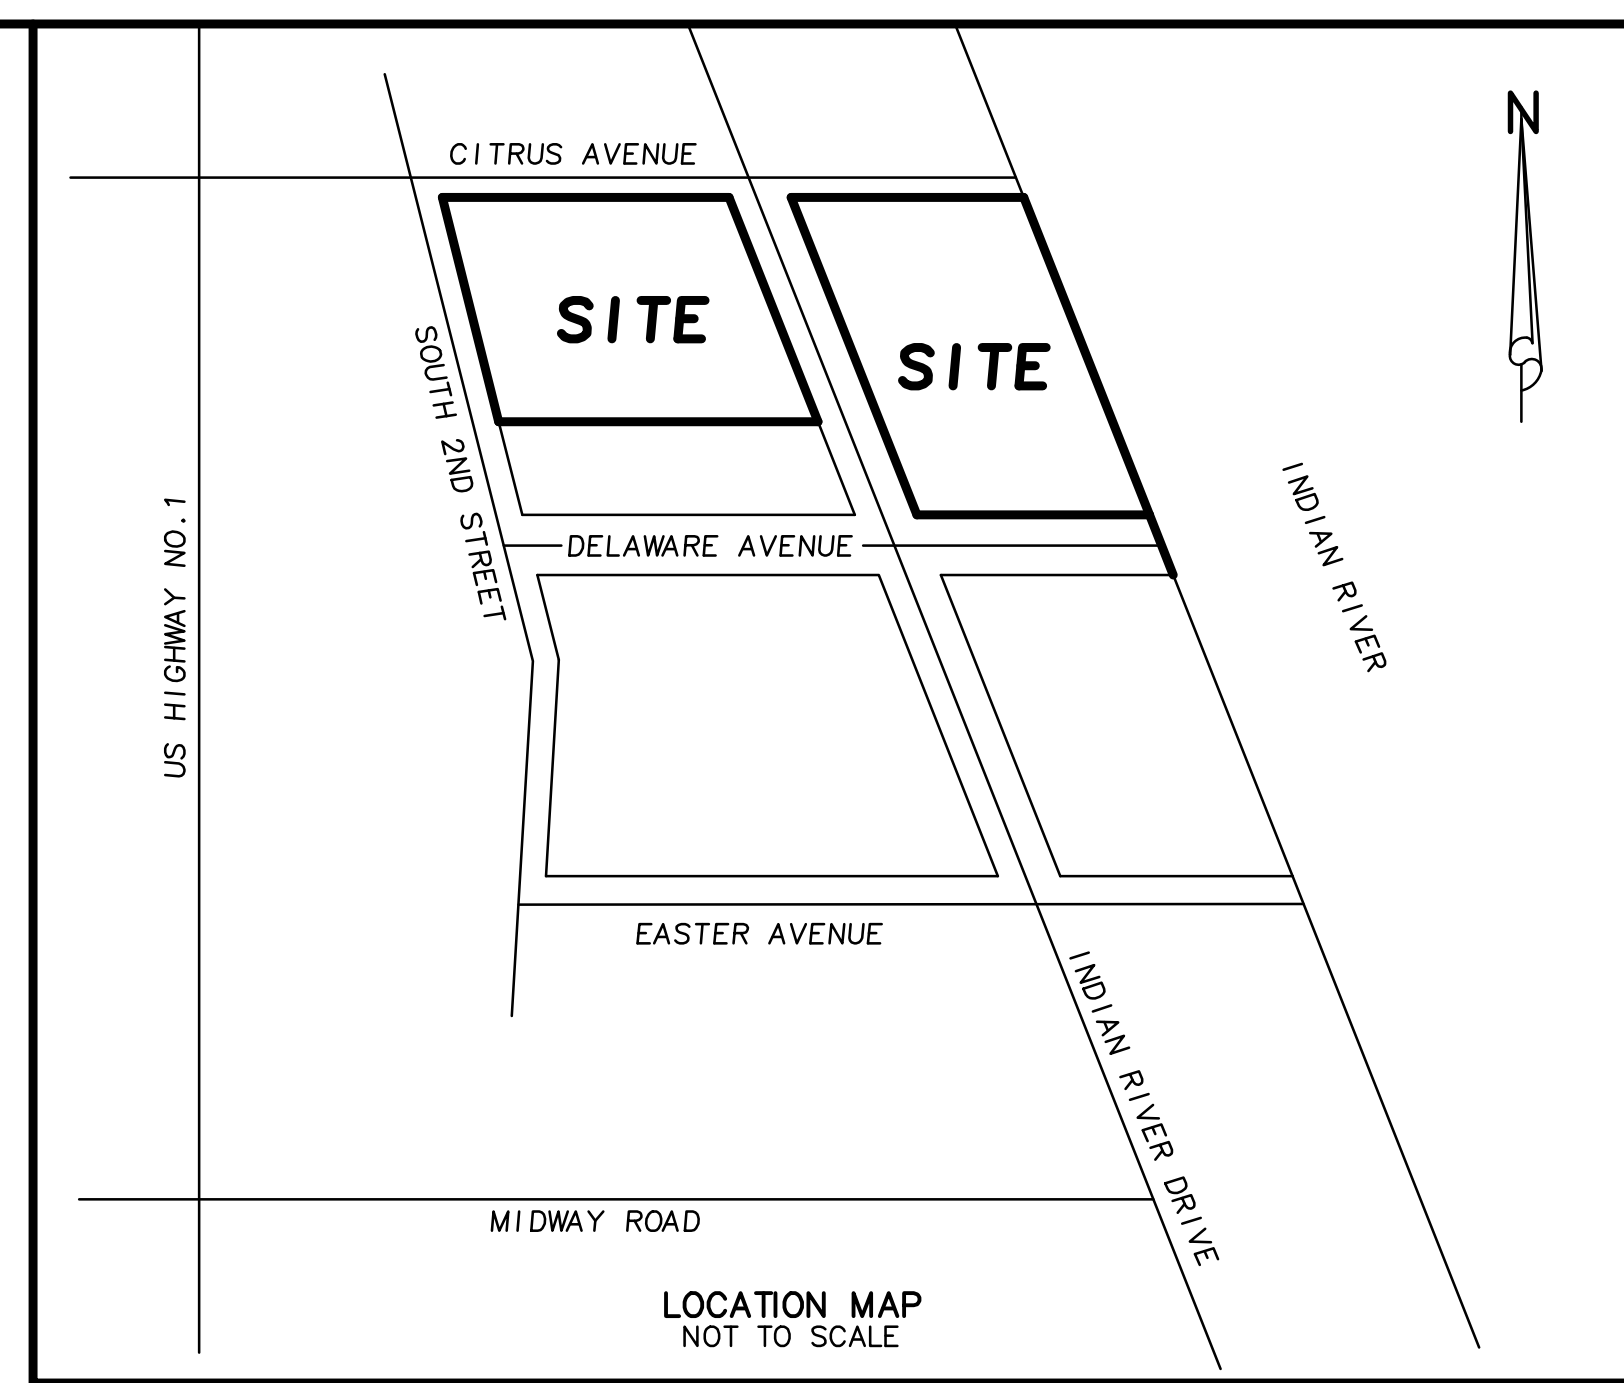 N
CITRUS AVENUE
SITE
SITE
SOUTH 2ND STREET
INDIAN RIVER
US HIGHWAY NO.1
DELAWARE AVENUE
EASTER AVENUE
INDIAN RIVER DRIVE
MIDWAY ROAD
LOCATION MAP
NOT TO SCALE